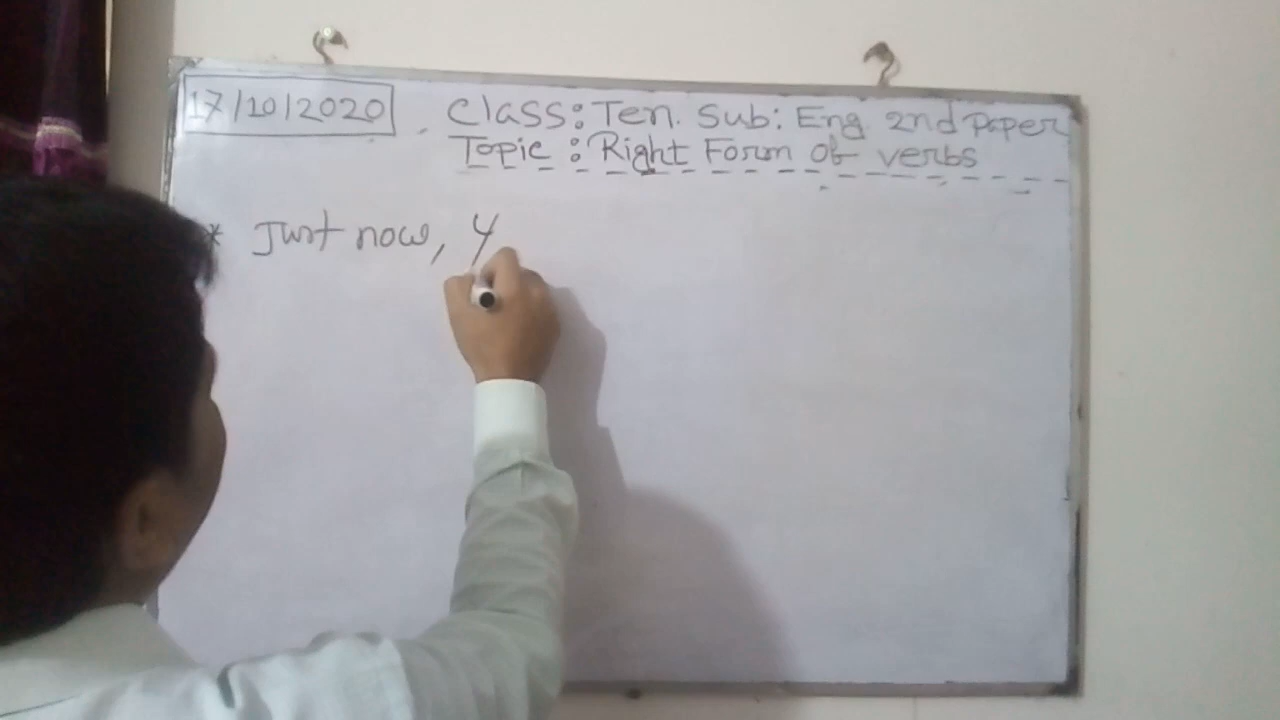 17/10/2020
Class: Ten. Sub: Eng 2nd Paper
Topic: Right Form Of verbs
* Just now, y